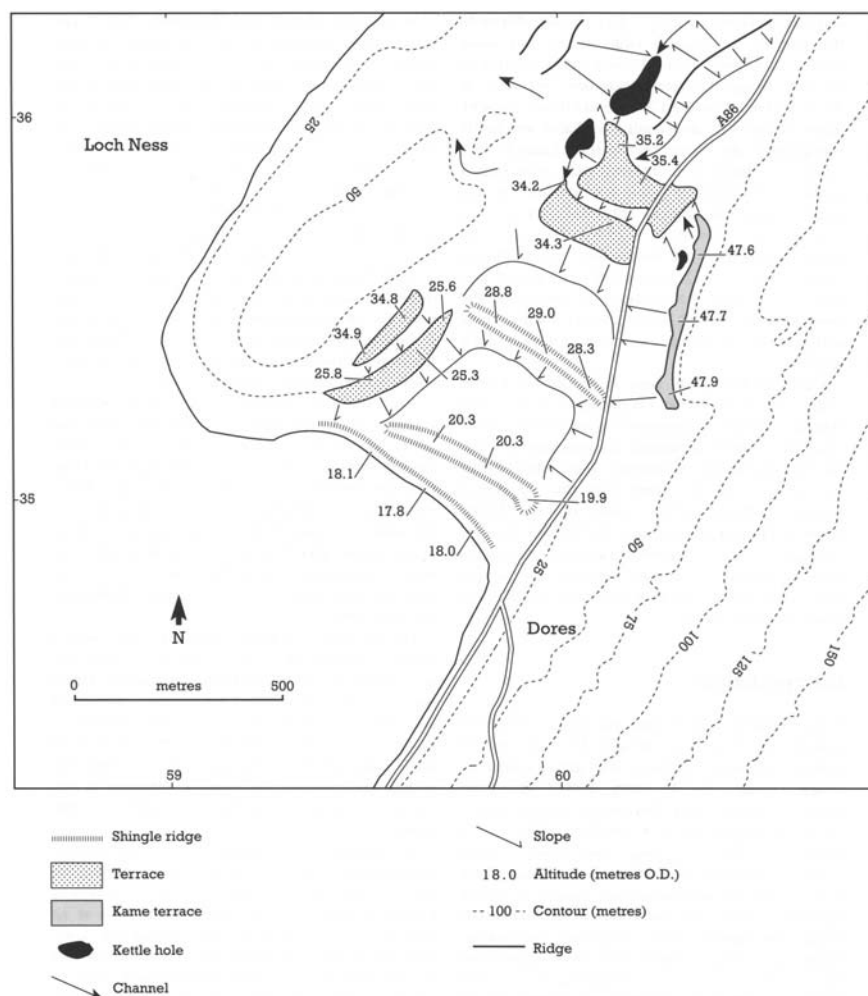 36
Loch Ness
25
50
A86
35.2
35.4
34.2
34.3
47.6
47.7
47.9
34.8
25.6
28.8
29.0
28.3
34.9
25.8
25.3
20.3
20.3
18.1
17.8
19.9
18.0
35
N
0 metres 500
Dores
25
50
75
100
125
150
59
60
Shingle ridge
Terrace
Kame terrace
Kettle hole
Channel
Slope
18.0 Altitude (metres O.D.)
100 Contour (metres)
Ridge